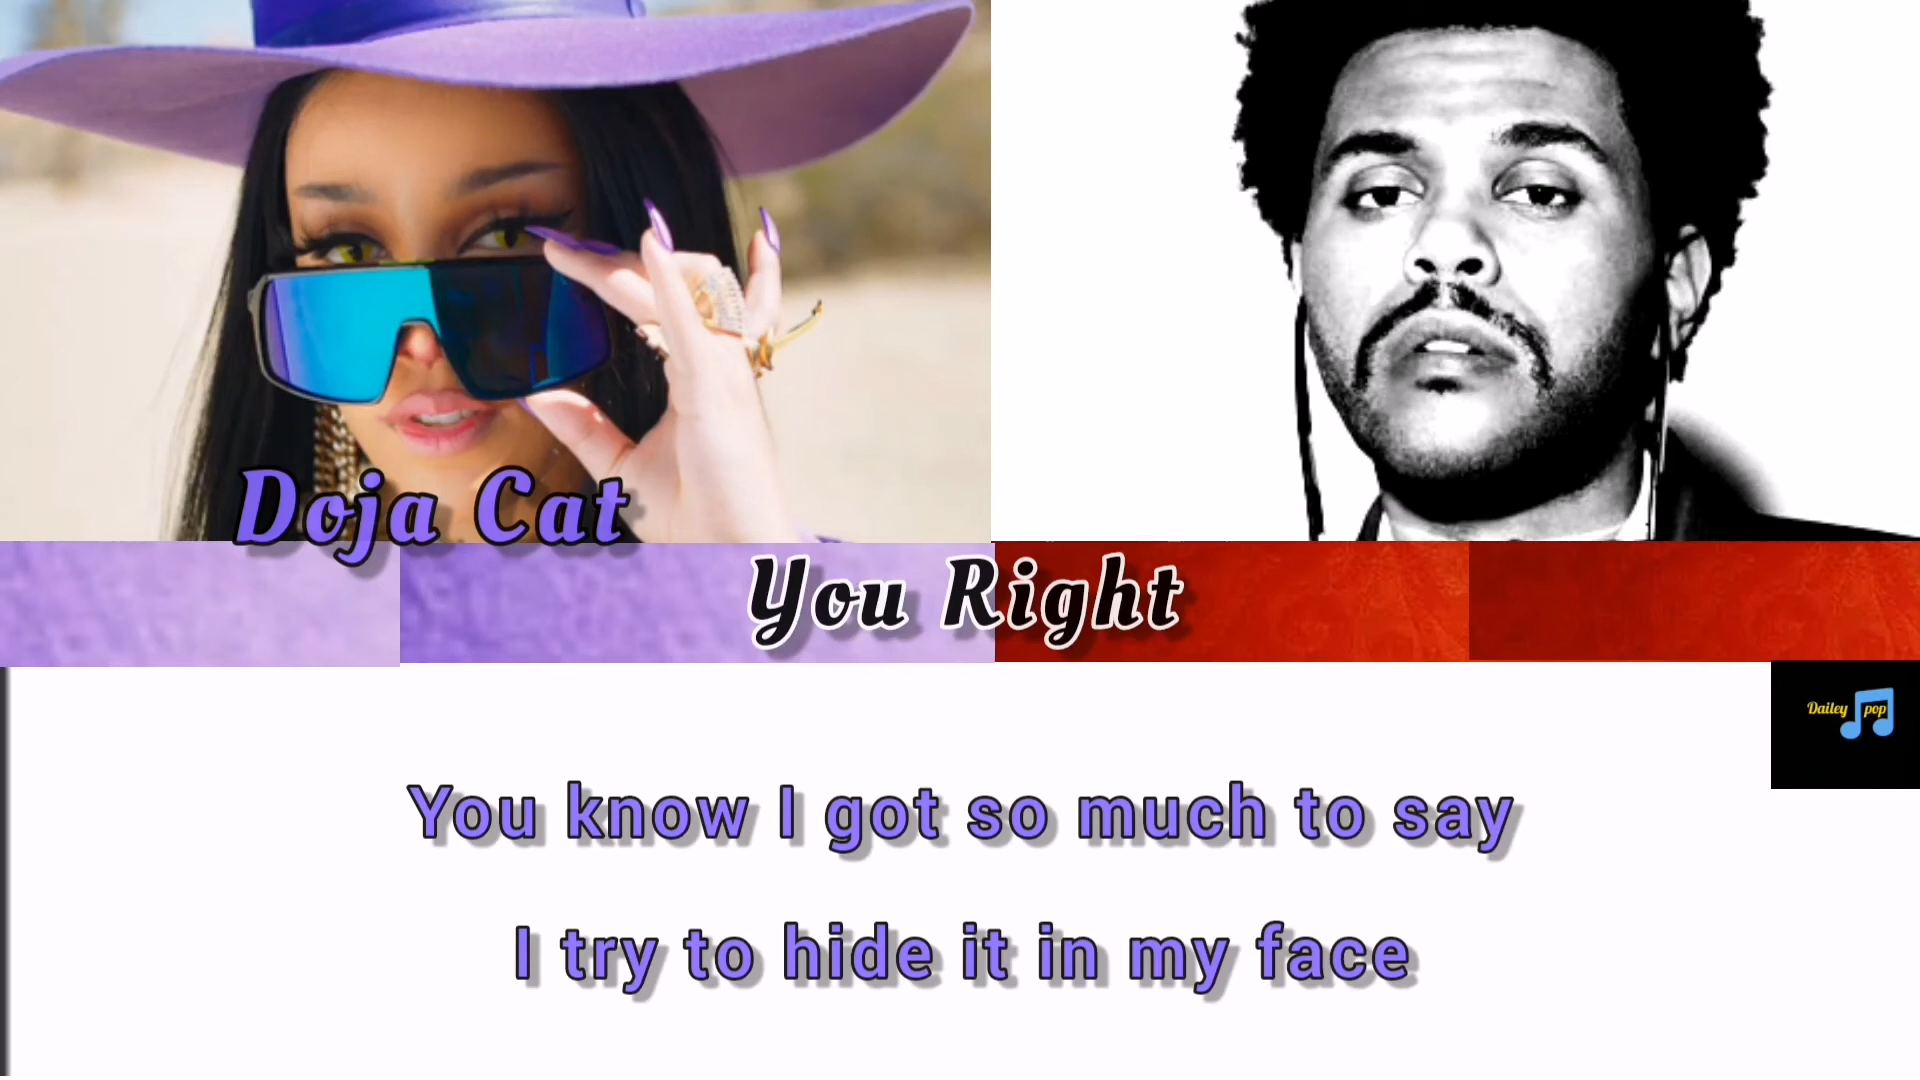 Doja Cat
You Right
Dailey pop
You know I got so much to say
I try to hide it in my face